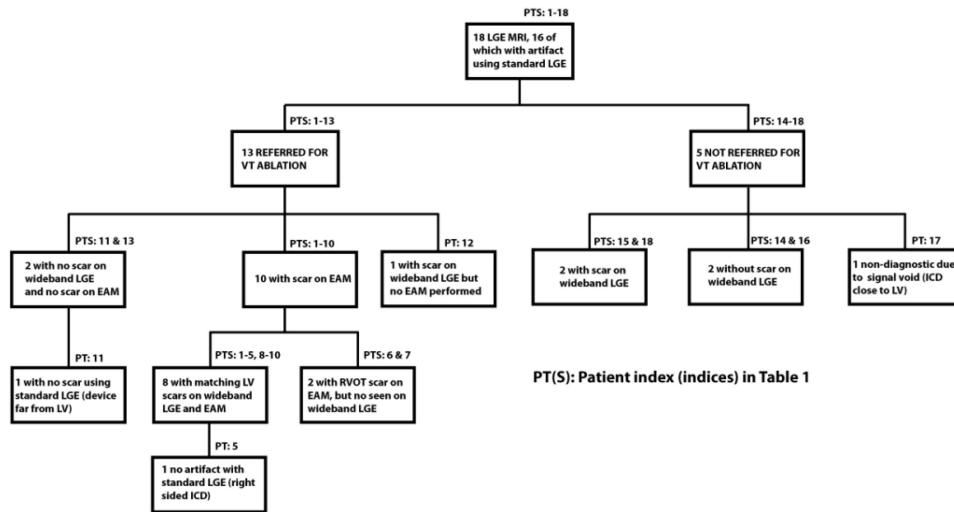 PTS: 1-18
18 LGE MRI, 16 of
which with artifact
using standard LGE
PTS: 1-13
13 REFERRED FOR
VT ABLATION
PTS: 14-18
5 NOT REFERRED FOR
VT ABLATION
PTS: 11 & 13
2 with no scar on
wideband LGE
and no scar on EAM
PTS: 1-10
10 with scar on EAM
PT: 12
1 with scar on
wideband LGE but
no EAM performed
PTS: 15 & 18
2 with scar on
wideband LGE
PTS: 14 & 16
2 without scar on
wideband LGE
PT: 17
1 non-diagnostic due
to signal void (ICD
close to LV)
PT: 11
1 with no scar using
standard LGE (device
far from LV)
PTS: 1-5, 8-10
8 with matching LV
scars on wideband
LGE and EAM
PTS: 6 & 7
2 with RVOT scar on
EAM, but no seen on
wideband LGE
PT(S): Patient index (indices) in Table 1
PT: 5
1 no artifact with
standard LGE (right
sided ICD)